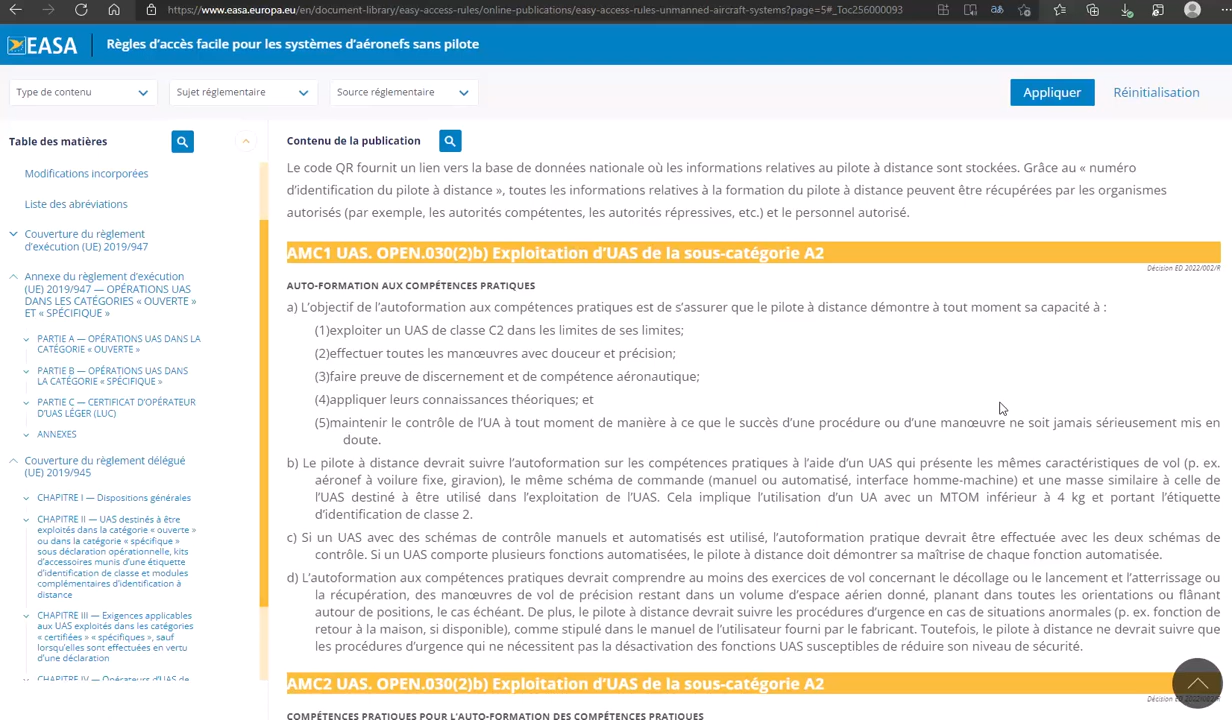 https://www.easa.europa.eu/en/document-library/easy-access-rules/online-publications/easy-access-rules-unmanned-aircraft-systems?page=5#_Toc256000093
EASA
Règles d’accès facile pour les systèmes d’aéronefs sans pilote
Type de contenu
Sujet réglementaire
Source réglementaire
Appliquer
Réinitialisation
Table des matières
Modifications incorporées
Liste des abréviations
Couverture du règlement
d’exécution (UE) 2019/947
Annexe du règlement d’exécution
(UE) 2019/947 — OPÉRATIONS UAS
DANS LES CATÉGORIES « OUVERTE »
ET « SPÉCIFIQUE »
PARTIE A — OPÉRATIONS UAS DANS LA
CATÉGORIE « OUVERTE »
PARTIE B — OPÉRATIONS UAS DANS
LA CATÉGORIE « SPÉCIFIQUE »
PARTIE C — CERTIFICAT D’OPÉRATEUR
D’UAS LÉGER (LUC)
ANNEXES
Couverture du règlement délégué
(UE) 2019/945
CHAPITRE I — Dispositions générales
CHAPITRE II — UAS destinés à être
exploités dans la catégorie « ouverte »
ou dans la catégorie « spécifique »
sous déclaration opérationnelle, kits
d’accessoires munis d’une étiquette
d’identification de classe et modules
complémentaires d’identification à
distance
CHAPITRE III — Exigences applicables
aux UAS exploités dans les catégories
« certifiées » « spécifiques », sauf
lorsqu’elles sont effectuées en vertu
d’une déclaration
CHAPITRE IV — Opérateurs d’UAS de
Contenu de la publication
Le code QR fournit un lien vers la base de données nationale où les informations relatives au pilote à distance sont stockées. Grâce au « numéro
d’identification du pilote à distance », toutes les informations relatives à la formation du pilote à distance peuvent être récupérées par les organismes
autorisés (par exemple, les autorités compétentes, les autorités répressives, etc.) et le personnel autorisé.
AMC1 UAS. OPEN.030(2)b) Exploitation d’UAS de la sous-catégorie A2
Décision ED 2022/002/R
AUTO-FORMATION AUX COMPÉTENCES PRATIQUES
a) L’objectif de l’autoformation aux compétences pratiques est de s’assurer que le pilote à distance démontre à tout moment sa capacité à :
(1)exploiter un UAS de classe C2 dans les limites de ses limites;
(2)effectuer toutes les manœuvres avec douceur et précision;
(3)faire preuve de discernement et de compétence aéronautique;
(4)appliquer leurs connaissances théoriques; et
(5)maintenir le contrôle de l’UA à tout moment de manière à ce que le succès d’une procédure ou d’une manœuvre ne soit jamais sérieusement mis en
doute.
b) Le pilote à distance devrait suivre l’autoformation sur les compétences pratiques à l’aide d’un UAS qui présente les mêmes caractéristiques de vol (p. ex.
aéronef à voilure fixe, giravion), le même schéma de commande (manuel ou automatisé, interface homme-machine) et une masse similaire à celle de
l’UAS destiné à être utilisé dans l’exploitation de l’UAS. Cela implique l’utilisation d’un UA avec un MTOM inférieur à 4 kg et portant l’étiquette
d’identification de classe 2.
c) Si un UAS avec des schémas de contrôle manuels et automatisés est utilisé, l’autoformation pratique devrait être effectuée avec les deux schémas de
contrôle. Si un UAS comporte plusieurs fonctions automatisées, le pilote à distance doit démontrer sa maîtrise de chaque fonction automatisée.
d) L’autoformation aux compétences pratiques devrait comprendre au moins des exercices de vol concernant le décollage ou le lancement et l’atterrissage ou
la récupération, des manœuvres de vol de précision restant dans un volume d’espace aérien donné, planant dans toutes les orientations ou flânant
autour de positions, le cas échéant. De plus, le pilote à distance devrait suivre les procédures d’urgence en cas de situations anormales (p. ex. fonction de
retour à la maison, si disponible), comme stipulé dans le manuel de l’utilisateur fourni par le fabricant. Toutefois, le pilote à distance ne devrait suivre que
les procédures d’urgence qui ne nécessitent pas la désactivation des fonctions UAS susceptibles de réduire son niveau de sécurité.
AMC2 UAS. OPEN.030(2)b) Exploitation d’UAS de la sous-catégorie A2
COMPÉTENCES PRATIQUES POUR L’AUTO-FORMATION DES COMPÉTENCES PRATIQUES